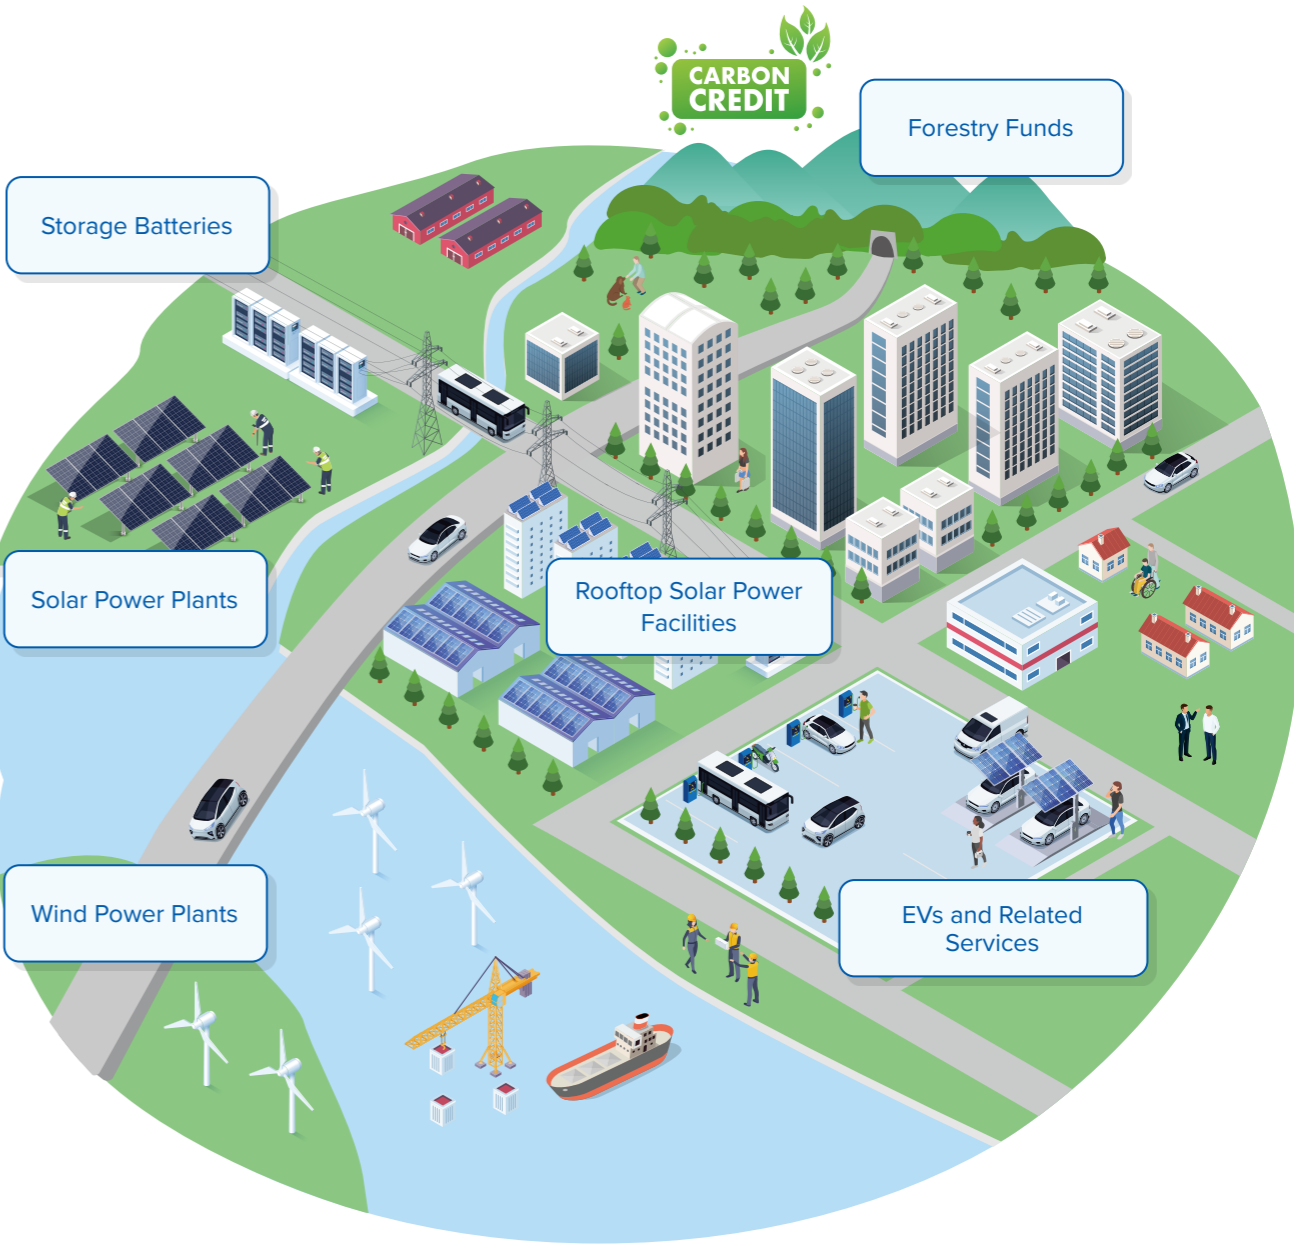 CARBON
CREDIT
Forestry Funds
Storage Batteries
Solar Power Plants
Rooftop Solar Power
Facilities
Wind Power Plants
EVs and Related
Services